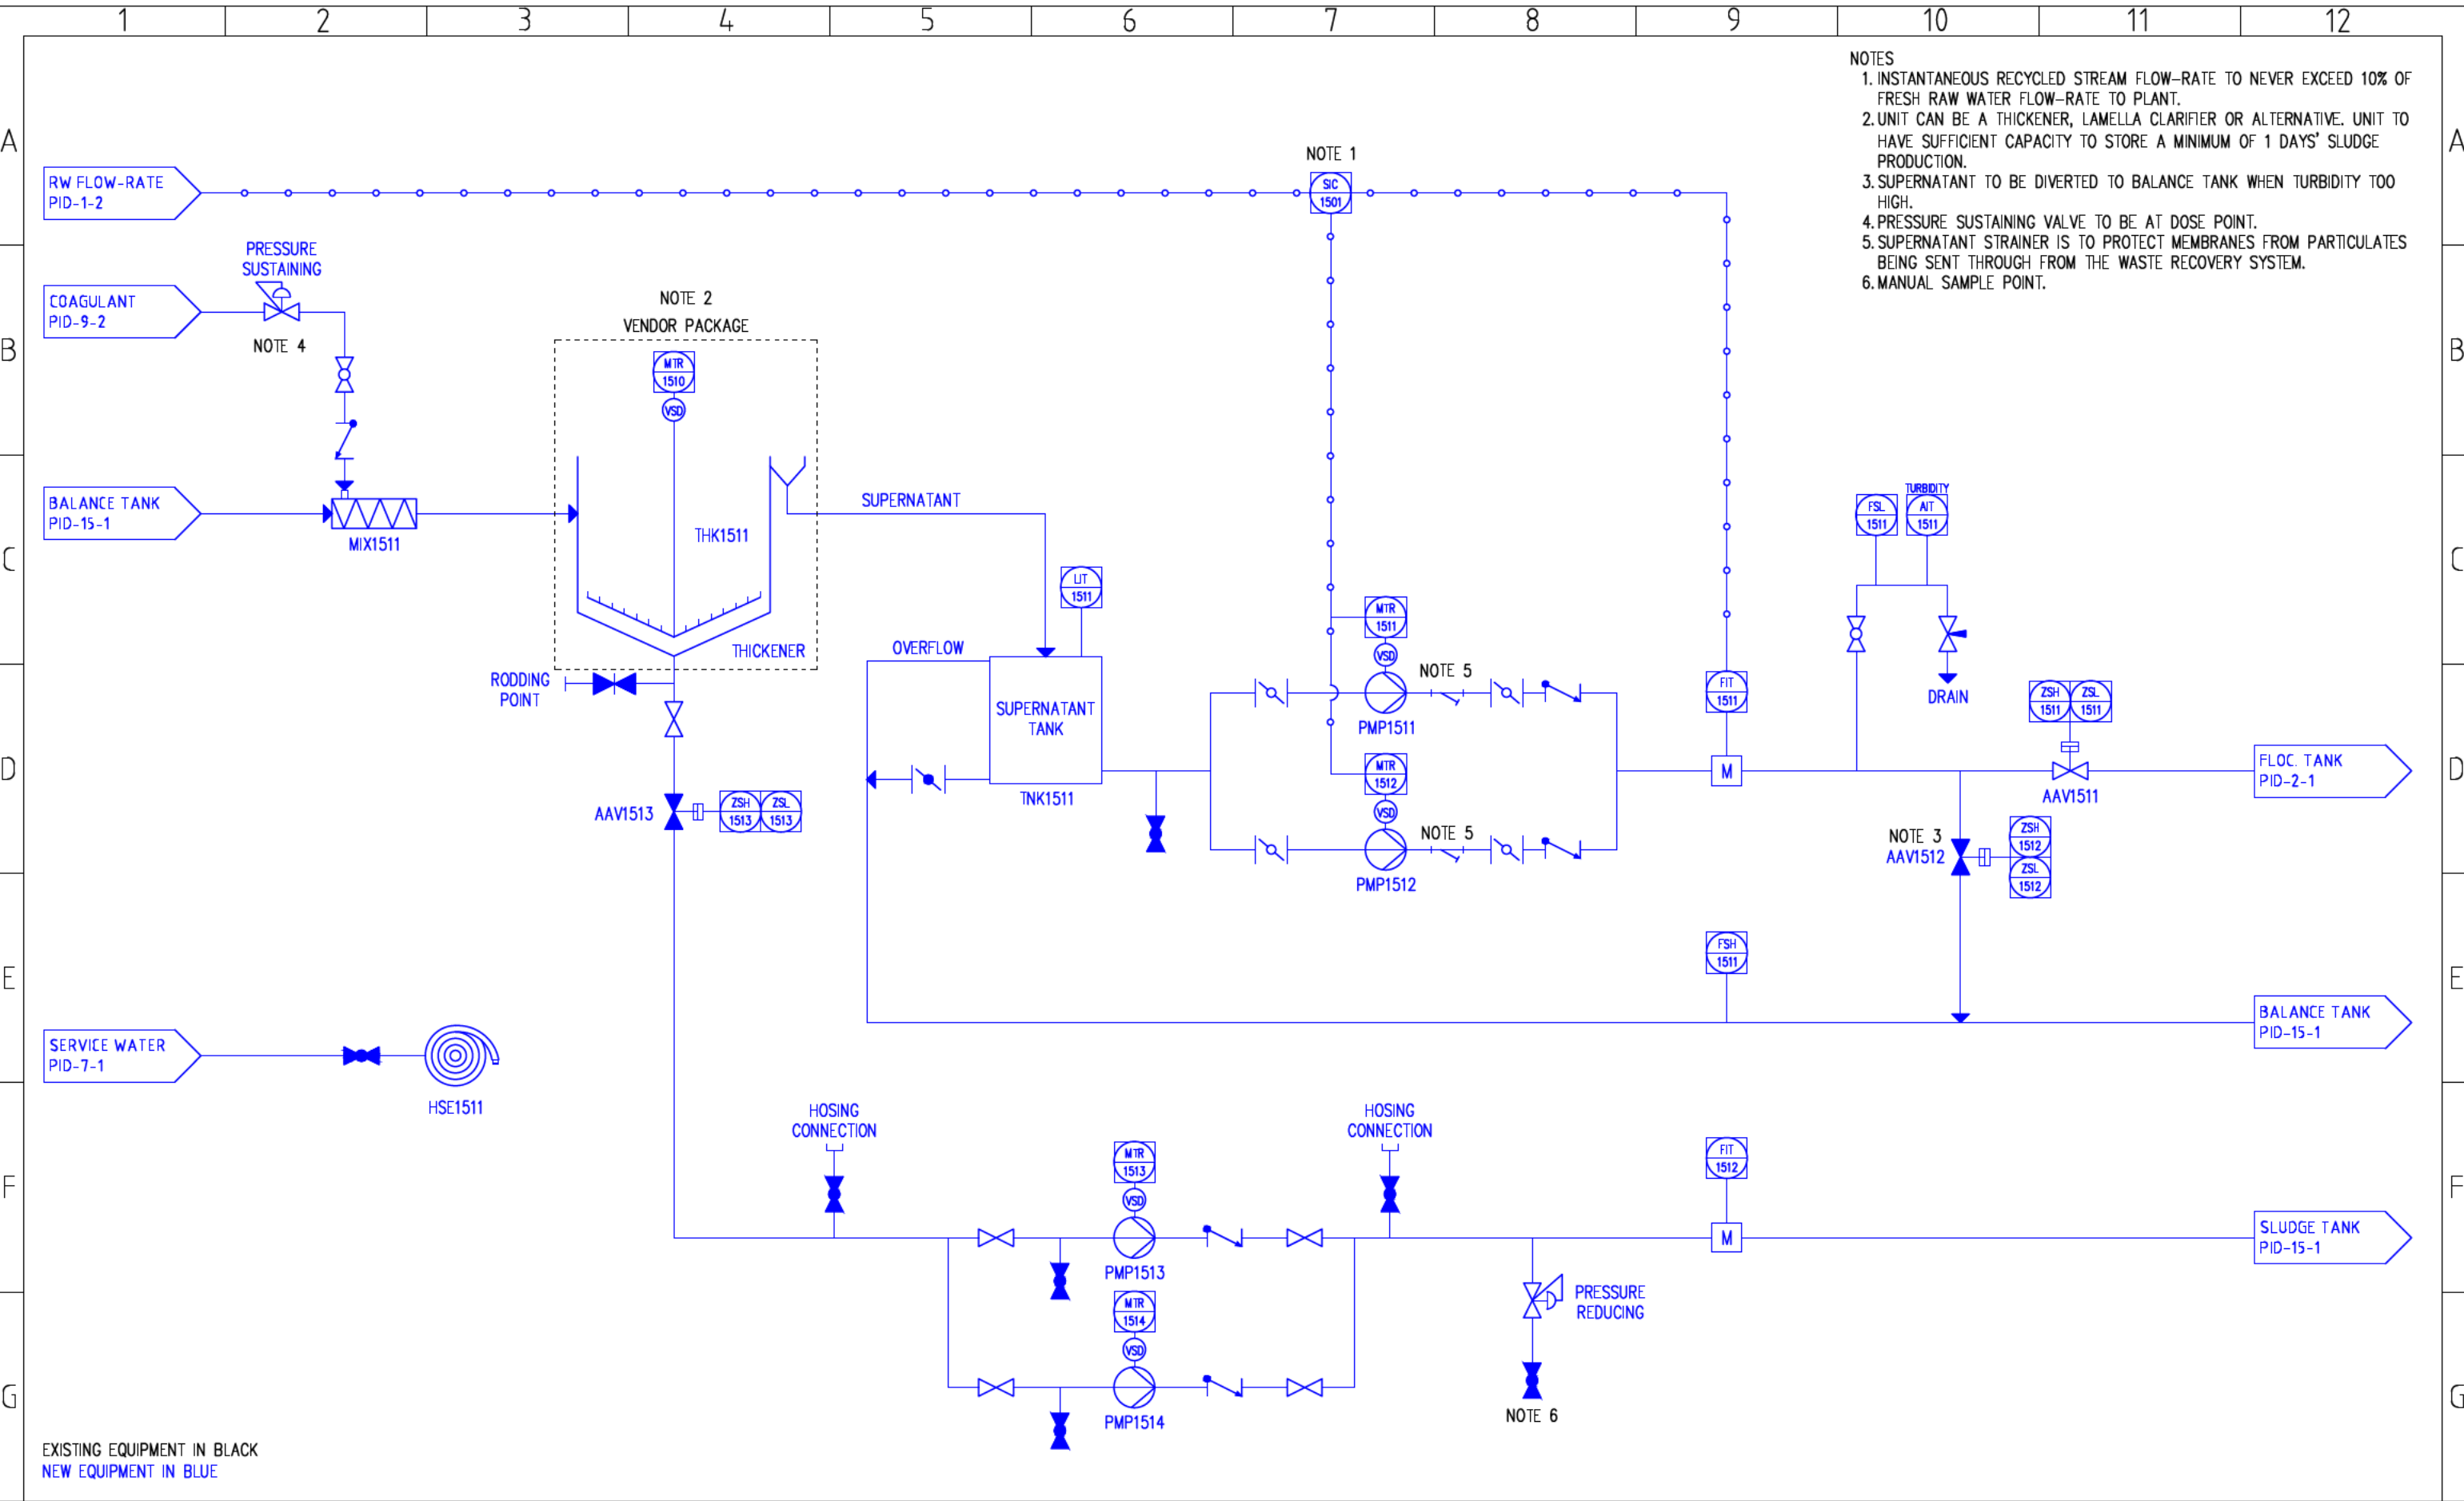 1 2 3 4 5 6 7 8 9 10 11 12
NOTES
1. INSTANTANEOUS RECYCLED STREAM FLOW-RATE TO NEVER EXCEED 10% OF
FRESH RAW WATER FLOW-RATE TO PLANT.
2. UNIT CAN BE A THICKENER, LAMELLA CLARIFIER OR ALTERNATIVE. UNIT TO
HAVE SUFFICIENT CAPACITY TO STORE A MINIMUM OF 1 DAYS' SLUDGE
PRODUCTION.
3. SUPERNATANT TO BE DIVERTED TO BALANCE TANK WHEN TURBIDITY TOO
HIGH.
4. PRESSURE SUSTAINING VALVE TO BE AT DOSE POINT.
5. SUPERNATANT STRAINER IS TO PROTECT MEMBRANES FROM PARTICULATES
BEING SENT THROUGH FROM THE WASTE RECOVERY SYSTEM.
6. MANUAL SAMPLE POINT.
A A
RW FLOW-RATE
PID-1-2
NOTE 1
SIC
1501
PRESSURE
SUSTAINING
COAGULANT
PID-9-2
NOTE 4
B B
NOTE 2
VENDOR PACKAGE
MTR
1510
VSD
BALANCE TANK
PID-15-1
MIX1511
THK1511
THICKENER
SUPERNATANT
C C
LIT
1511
MTR
1511
VSD
NOTE 5
PMP1511
FSL
1511
TURBIDITY
AIT
1511
DRAIN
RODDING
POINT
OVERFLOW
SUPERNATANT
TANK
TNK1511
FIT
1511
M
ZSH
1511
ZSL
1511
AAV1511
FLOC. TANK
PID-2-1
D D
AAV1513
ZSH
1513
ZSL
1513
MTR
1512
VSD
NOTE 5
PMP1512
NOTE 3
AAV1512
ZSH
1512
ZSL
1512
E E
FSH
1511
BALANCE TANK
PID-15-1
SERVICE WATER
PID-7-1
HSE1511
F F
HOSING
CONNECTION
MTR
1513
VSD
PMP1513
HOSING
CONNECTION
FIT
1512
M
SLUDGE TANK
PID-15-1
G G
MTR
1514
VSD
PMP1514
PRESSURE
REDUCING
NOTE 6
EXISTING EQUIPMENT IN BLACK
NEW EQUIPMENT IN BLUE